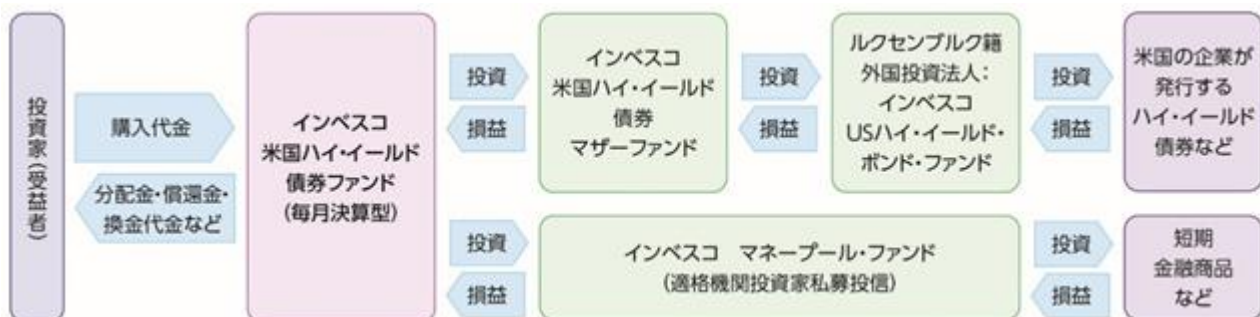 投資家(受益者)
購入代金
分配金・償還金・
換金代金など
インベスコ
米国ハイ・イールド
債券ファンド
(毎月決算型)
投資
損益
インベスコ
米国ハイ・イールド
債券
マザーファンド
投資
損益
ルクセンブルク籍
外国投資法人:
インベスコ
USハイ・イールド・
ボンド・ファンド
投資
損益
米国の企業が
発行する
ハイ・イールド
債券など
投資
損益
インベスコ　マネープール・ファンド
(適格機関投資家私募投信)
投資
損益
短期
金融商品
など